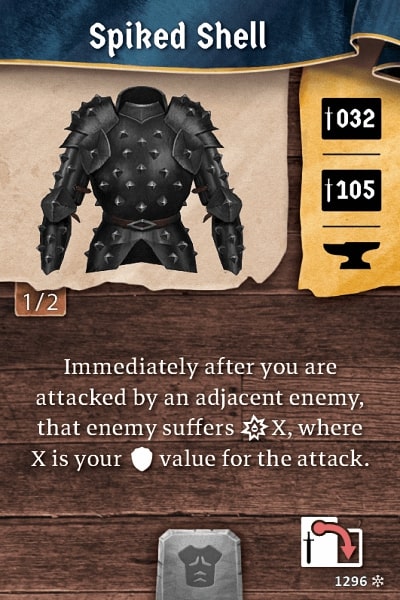 Spiked Shell
032
105
1/2
Immediately after you are
attacked by an adjacent enemy,
that enemy suffers X, where
X is your value for the attack.
1296